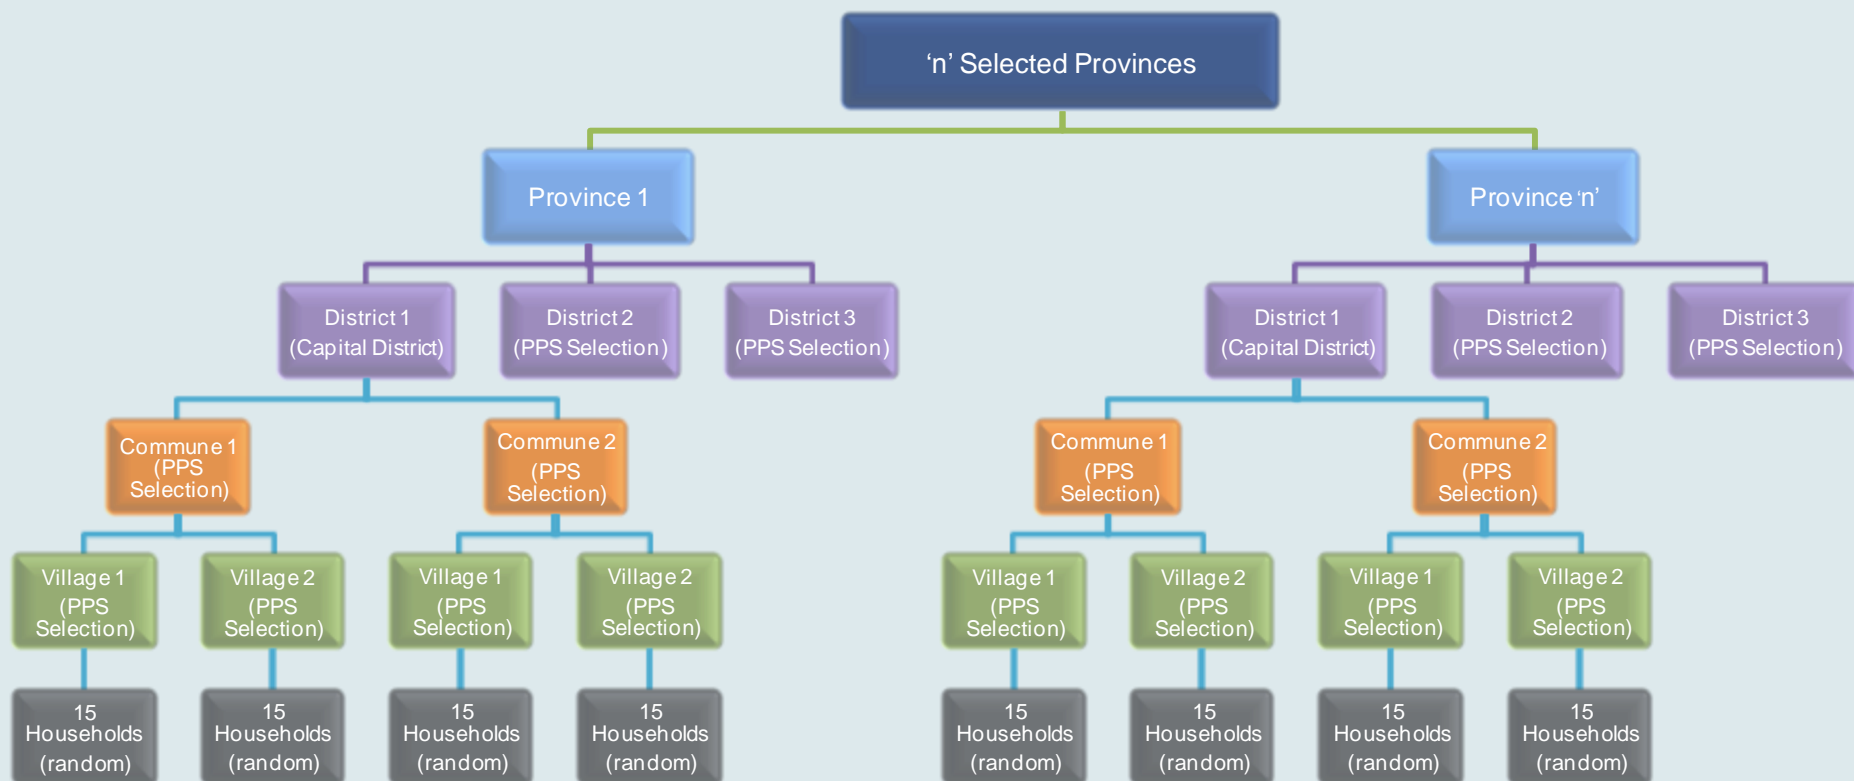 ‘n’ Selected Provinces
Province 1
Province ‘n’
District 1
(Capital District)
District 2
(PPS Selection)
District 3
(PPS Selection)
District 1
(Capital District)
District 2
(PPS Selection)
District 3
(PPS Selection)
Commune 1
(PPS
Selection)
Commune 2
(PPS
Selection)
Commune 1
(PPS
Selection)
Commune 2
(PPS
Selection)
Village 1
(PPS
Selection)
Village 2
(PPS
Selection)
Village 1
(PPS
Selection)
Village 2
(PPS
Selection)
Village 1
(PPS
Selection)
Village 2
(PPS
Selection)
Village 1
(PPS
Selection)
Village 2
(PPS
Selection)
15
Households
(random)
15
Households
(random)
15
Households
(random)
15
Households
(random)
15
Households
(random)
15
Households
(random)
15
Households
(random)
15
Households
(random)